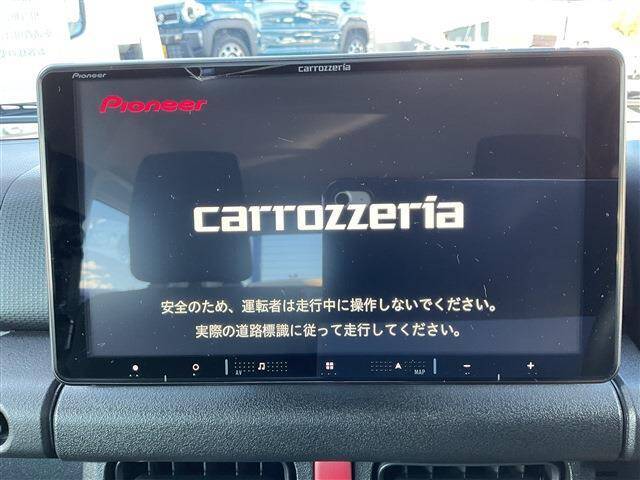 Pioneer
carrozzeria
Pioneer
carrozzeria
安全のため、運転者は走行中に操作しないでください。
実際の道路標識に従って走行してください。
AV
MAP